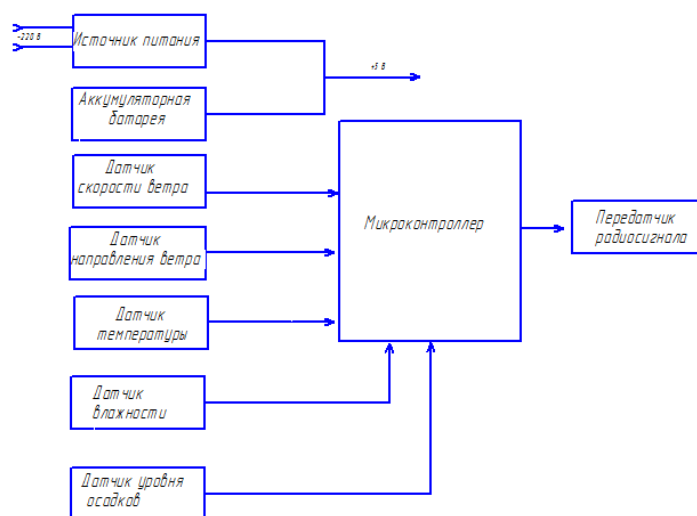 ~220 В
Источник питания
+3 В
Аккумуляторная
батарея
Датчик
скорости ветра
Датчик
направления ветра
Микроконтроллер
Передатчик
радиосигнала
Датчик
температуры
Датчик
влажности
Датчик уровня
осадков